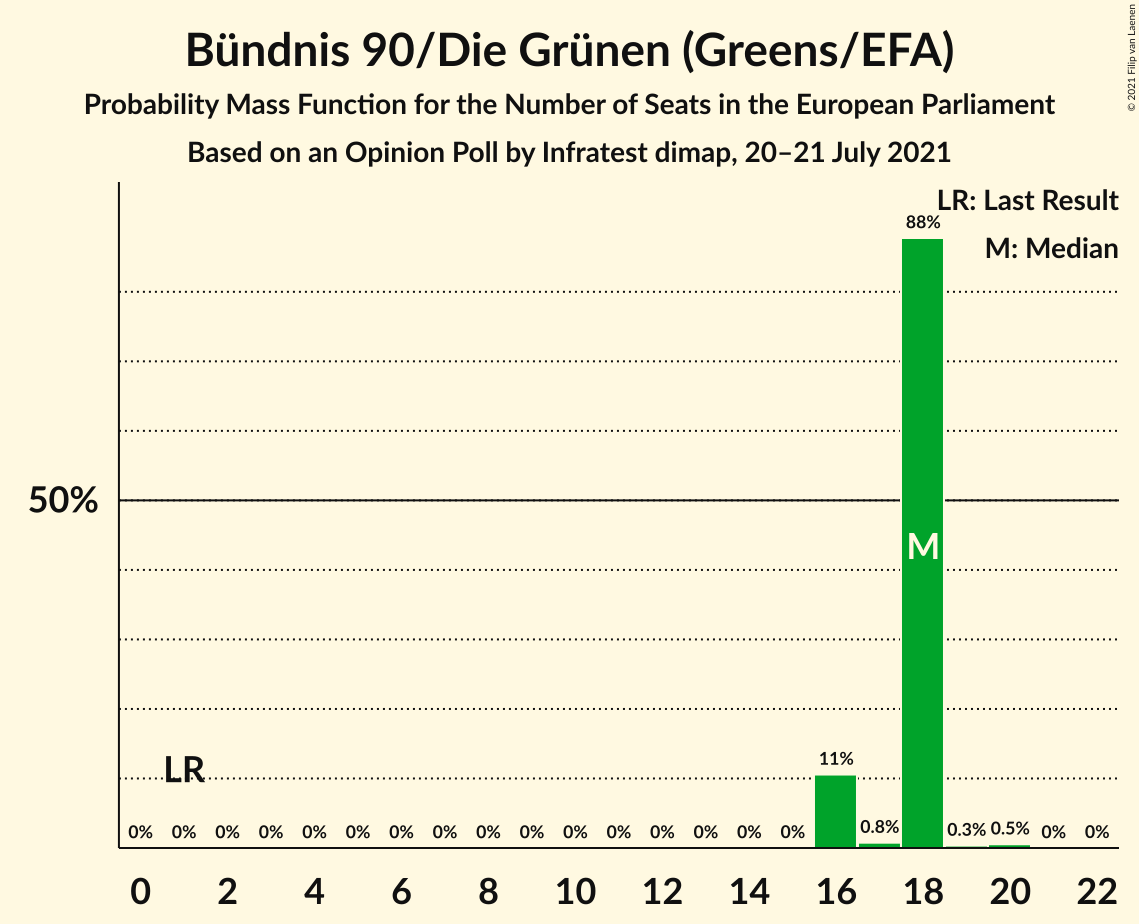 Bündnis 90/Die Grünen (Greens/EFA)
Probability Mass Function for the Number of Seats in the European Parliament
Based on an Opinion Poll by Infratest dimap, 20–21 July 2021
© 2021 Filip van Laenen
LR: Last Result
88%
M: Median
50%
M
LR
11%
0% 0% 0% 0% 0% 0% 0% 0% 0% 0% 0% 0% 0% 0% 0% 0% 0.8% 0.3% 0.5% 0% 0%
0 2 4 6 8 10 12 14 16 18 20 22